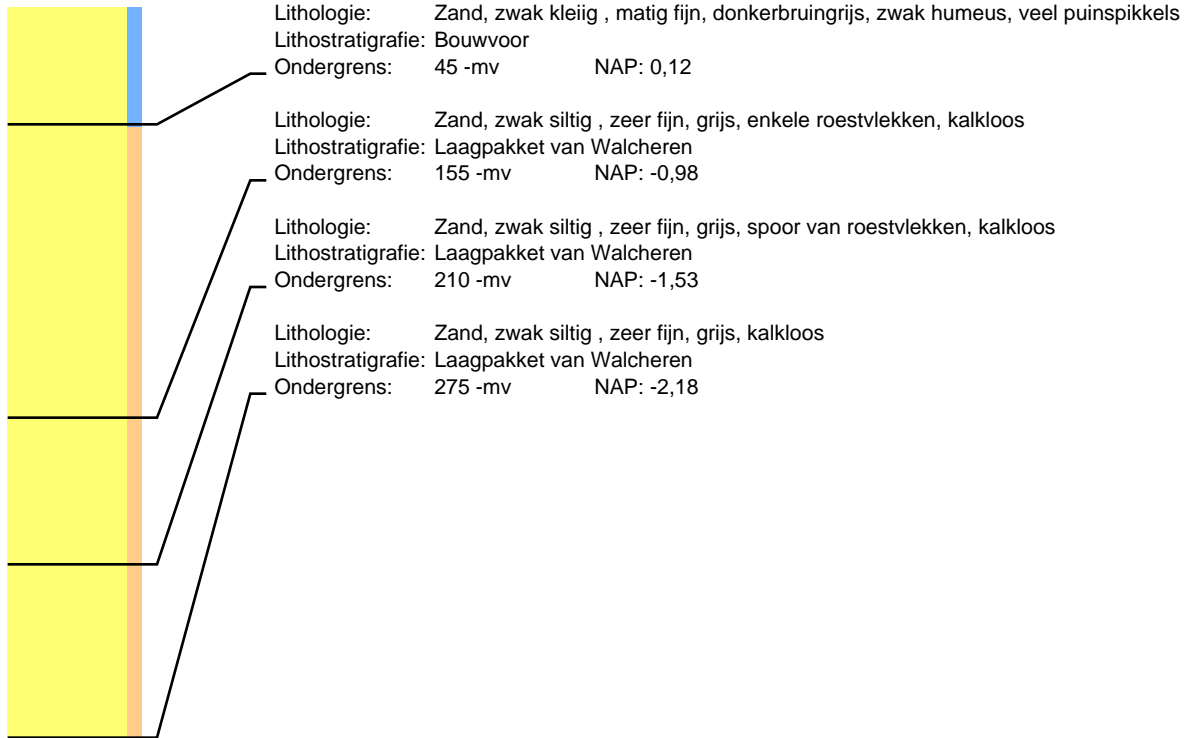 Lithologie: Zand, zwak kleiig , matig fijn, donkerbruingrijs, zwak humeus, veel puinspikkels
Lithostratigrafie: Bouwvoor
Ondergrens: 45 -mv NAP: 0,12
Lithologie: Zand, zwak siltig , zeer fijn, grijs, enkele roestvlekken, kalkloos
Lithostratigrafie: Laagpakket van Walcheren
Ondergrens: 155 -mv NAP: -0,98
Lithologie: Zand, zwak siltig , zeer fijn, grijs, spoor van roestvlekken, kalkloos
Lithostratigrafie: Laagpakket van Walcheren
Ondergrens: 210 -mv NAP: -1,53
Lithologie: Zand, zwak siltig , zeer fijn, grijs, kalkloos
Lithostratigrafie: Laagpakket van Walcheren
Ondergrens: 275 -mv NAP: -2,18